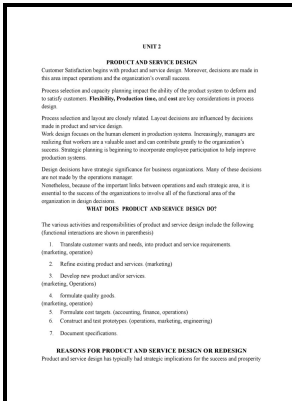 UNIT 2
PRODUCT AND SERVICE DESIGN
Customer Satisfaction begins with product and service design. Moreover, decisions are made in
this area impact operations and the organization's overall success.
Process selection and capacity planning impact the ability of the product system to deform and
to satisfy customers. Flexibility, Production time, and cost are key considerations in process
design.
Process selection and layout are closely related. Layout decisions are influenced by decisions
made in product and service design.
Work design focuses on the human element in production systems. Increasingly, managers are
realizing that workers are a valuable asset and can contribute greatly to the organization's
success. Strategic planning is beginning to incorporate employee participation to help improve
production systems.
Design decisions have strategic significance for business organizations. Many of these decisions
are not made by the operations manager.
Nonetheless, because of the important links between operations and each strategic area, it is
essential to the success of the organizations to involve all of the functional area of the
organization in design decisions.
WHAT DOES PRODUCT AND SERVICE DESIGN DO?
The various activities and responsibilities of product and service design include the following
(functional interactions are shown in parenthesis)
1. Translate customer wants and needs, into product and service requirements.
(marketing, operation)
2. Refine existing product and services. (marketing)
3. Develop new product and/or services.
(marketing, Operations)
4. formulate quality goods.
(marketing, operation)
5. Formulate cost targets. (accounting, finance, operations)
6. Construct and test prototypes. (operations, marketing, engineering)
7. Document specifications.
REASONS FOR PRODUCT AND SERVICE DESIGN OR REDESIGN
Product and service design has typically had strategic implications for the success and prosperity